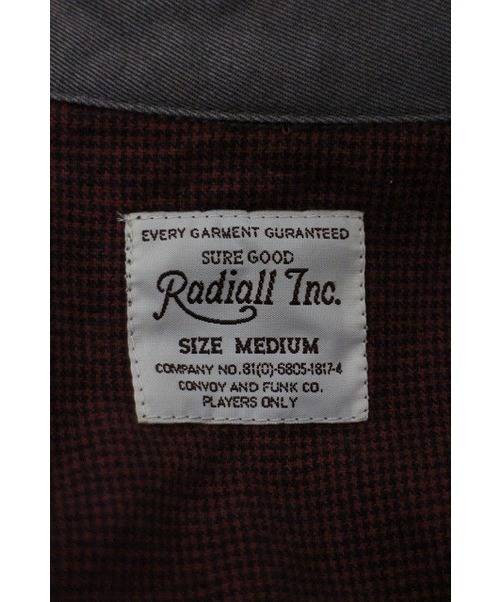 EVERY GARMENT GURANTEED
SURE GOOD
Radiall Inc.
SIZE MEDIUM
COMPANY NO. 81(0)-6805-1817-4
CONVOY AND FUNK CO.
PLAYERS ONLY